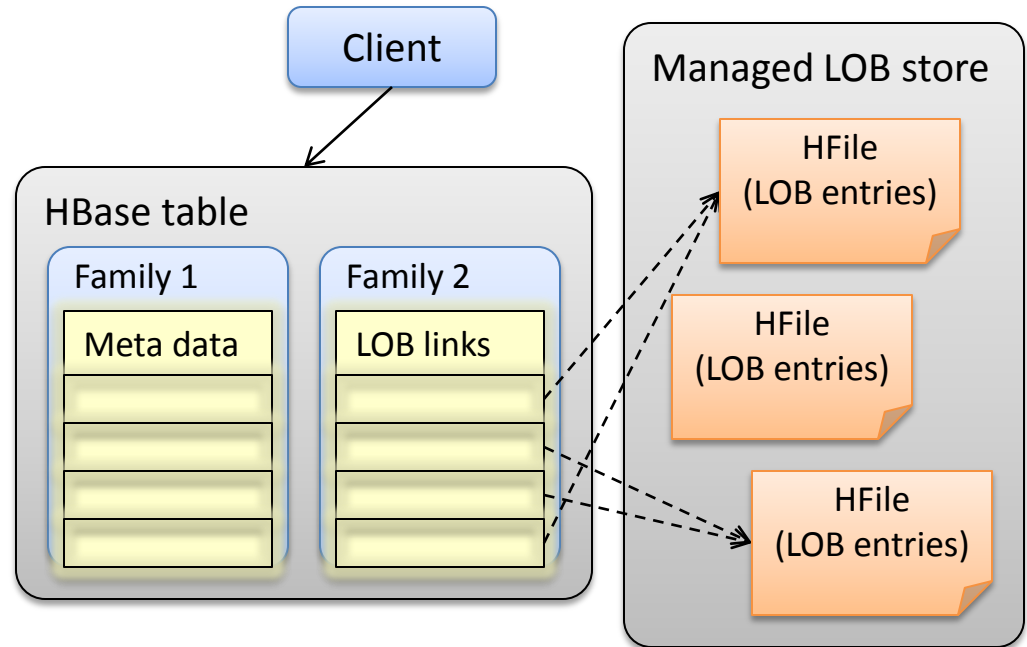 Client
HBase table
Family 1
Meta data
Family 2
LOB links
Managed LOB store
HFile
(LOB entries)
HFile
(LOB entries)
HFile
(LOB entries)